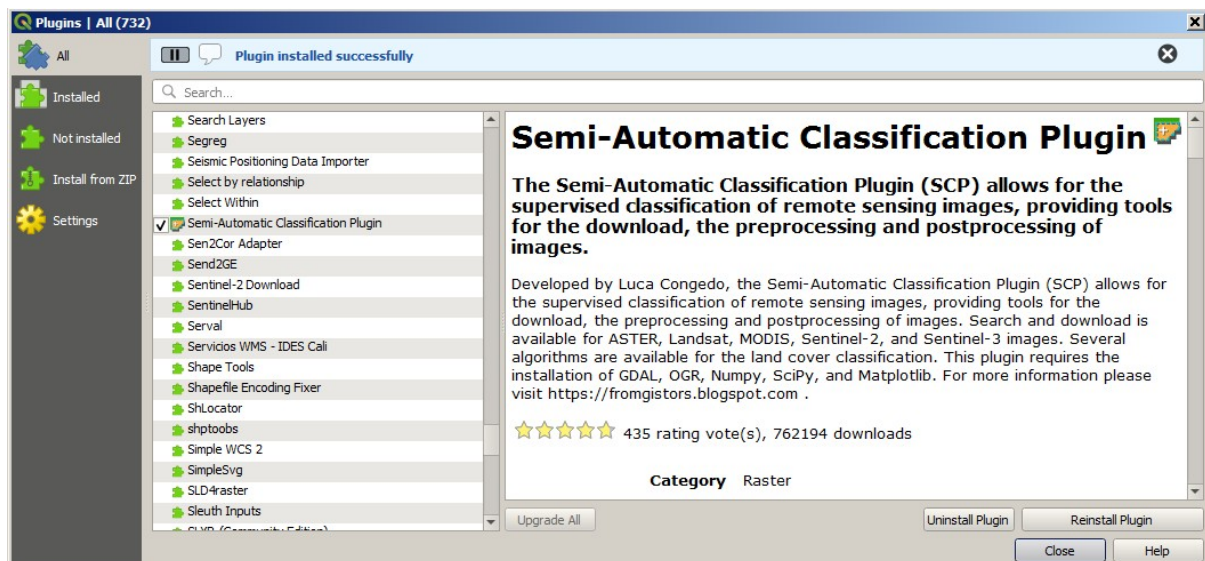 Plugins | All (732)
All
Plugin installed successfully
Installed
Not installed
Install from ZIP
Settings
Search...
Search Layers
Segreg
Seismic Positioning Data Importer
Select by relationship
Select Within
Semi-Automatic Classification Plugin
Sen2Cor Adapter
Send2GE
Sentinel-2 Download
SentinelHub
Serval
Servicios WMS - IDES Cali
Shape Tools
Shapefile Encoding Fixer
ShLocator
shptoobs
Simple WCS 2
SimpleSvg
SLD4raster
Sleuth Inputs
SLYR (Community Edition)
Semi-Automatic Classification Plugin
The Semi-Automatic Classification Plugin (SCP) allows for the
supervised classification of remote sensing images, providing tools
for the download, the preprocessing and postprocessing of
images.
Developed by Luca Congedo, the Semi-Automatic Classification Plugin (SCP) allows for
the supervised classification of remote sensing images, providing tools for the
download, the preprocessing and postprocessing of images. Search and download is
available for ASTER, Landsat, MODIS, Sentinel-2, and Sentinel-3 images. Several
algorithms are available for the land cover classification. This plugin requires the
installation of GDAL, OGR, Numpy, SciPy, and Matplotlib. For more information please
visit https://fromgistors.blogspot.com .
435 rating vote(s), 762194 downloads
Category Raster
Upgrade All
Uninstall Plugin
Reinstall Plugin
Close
Help